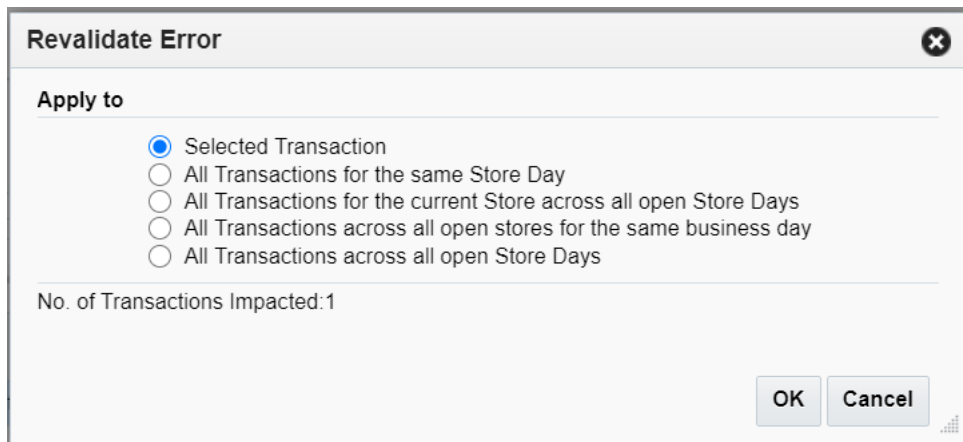 Revalidate Error
Apply to
Selected Transaction
All Transactions for the same Store Day
All Transactions for the current Store across all open Store Days
All Transactions across all open stores for the same business day
All Transactions across all open Store Days
No. of Transactions Impacted:1
OK Cancel